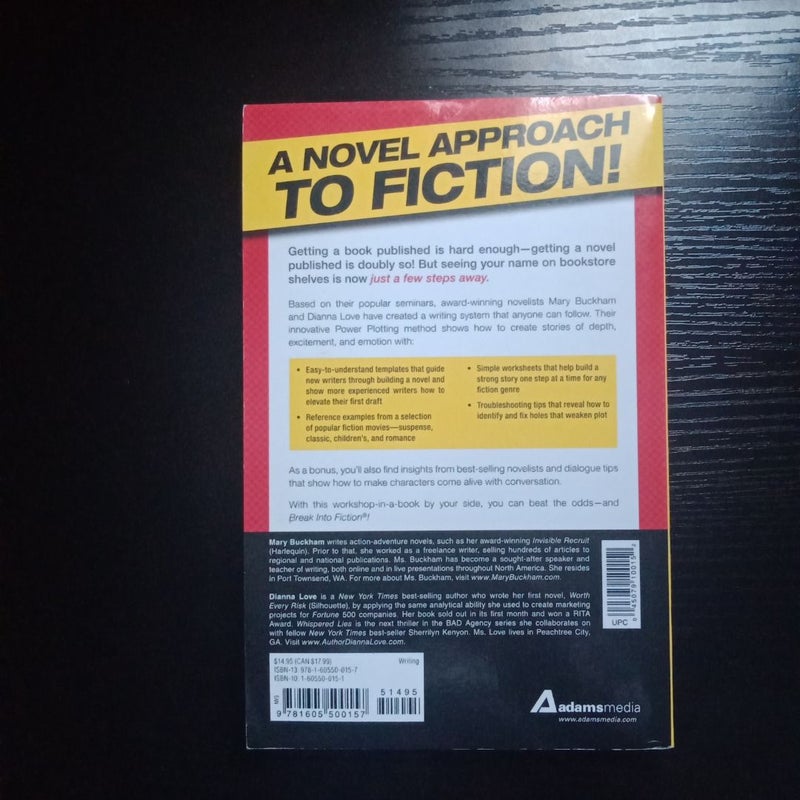 A NOVEL APPROACH
TO FICTION!
Getting a book published is hard enough—getting a novel
published is doubly so! But seeing your name on bookstore
shelves is now just a few steps away.
Based on their popular seminars, award-winning novelists Mary Buckham
and Dianna Love have created a writing system that anyone can follow. Their
innovative Power Plotting method shows how to create stories of depth,
excitement, and emotion with:
• Easy-to-understand templates that guide
new writers through building a novel and
show more experienced writers how to
elevate their first draft
• Reference examples from a selection
of popular fiction movies—suspense,
classic, children's, and romance
• Simple worksheets that help build a
strong story one step at a time for any
fiction genre
• Troubleshooting tips that reveal how to
identify and fix holes that weaken plot
As a bonus, you'll also find insights from best-selling novelists and dialogue tips
that show how to make characters come alive with conversation.
With this workshop-in-a-book by your side, you can beat the odds—and
Break Into Fiction®!
Mary Buckham writes action-adventure novels, such as her award-winning Invisible Recruit
(Harlequin). Prior to that, she worked as a freelance writer, selling hundreds of articles to
regional and national publications. Ms. Buckham has become a sought-after speaker and
teacher of writing, both online and in live presentations throughout North America. She resides
in Port Townsend, WA. For more about Ms. Buckham, visit www.MaryBuckham.com.
Dianna Love is a New York Times best-selling author who wrote her first novel, Worth
Every Risk (Silhouette), by applying the same analytical ability she used to create marketing
projects for Fortune 500 companies. Her book sold out in its first month and won a RITA
Award. Whispered Lies is the next thriller in the BAD Agency series she collaborates on
with fellow New York Times best-seller Sherrilyn Kenyon. Ms. Love lives in Peachtree City,
GA. Visit www.AuthorDiannaLove.com.
UPC
$14.95 (CAN $17.99)
Writing
ISBN-13: 978-1-60550-015-7
ISBN-10: 1-60550-015-1
51495
9 781605 500157
adamsmedia
www.adamsmedia.com